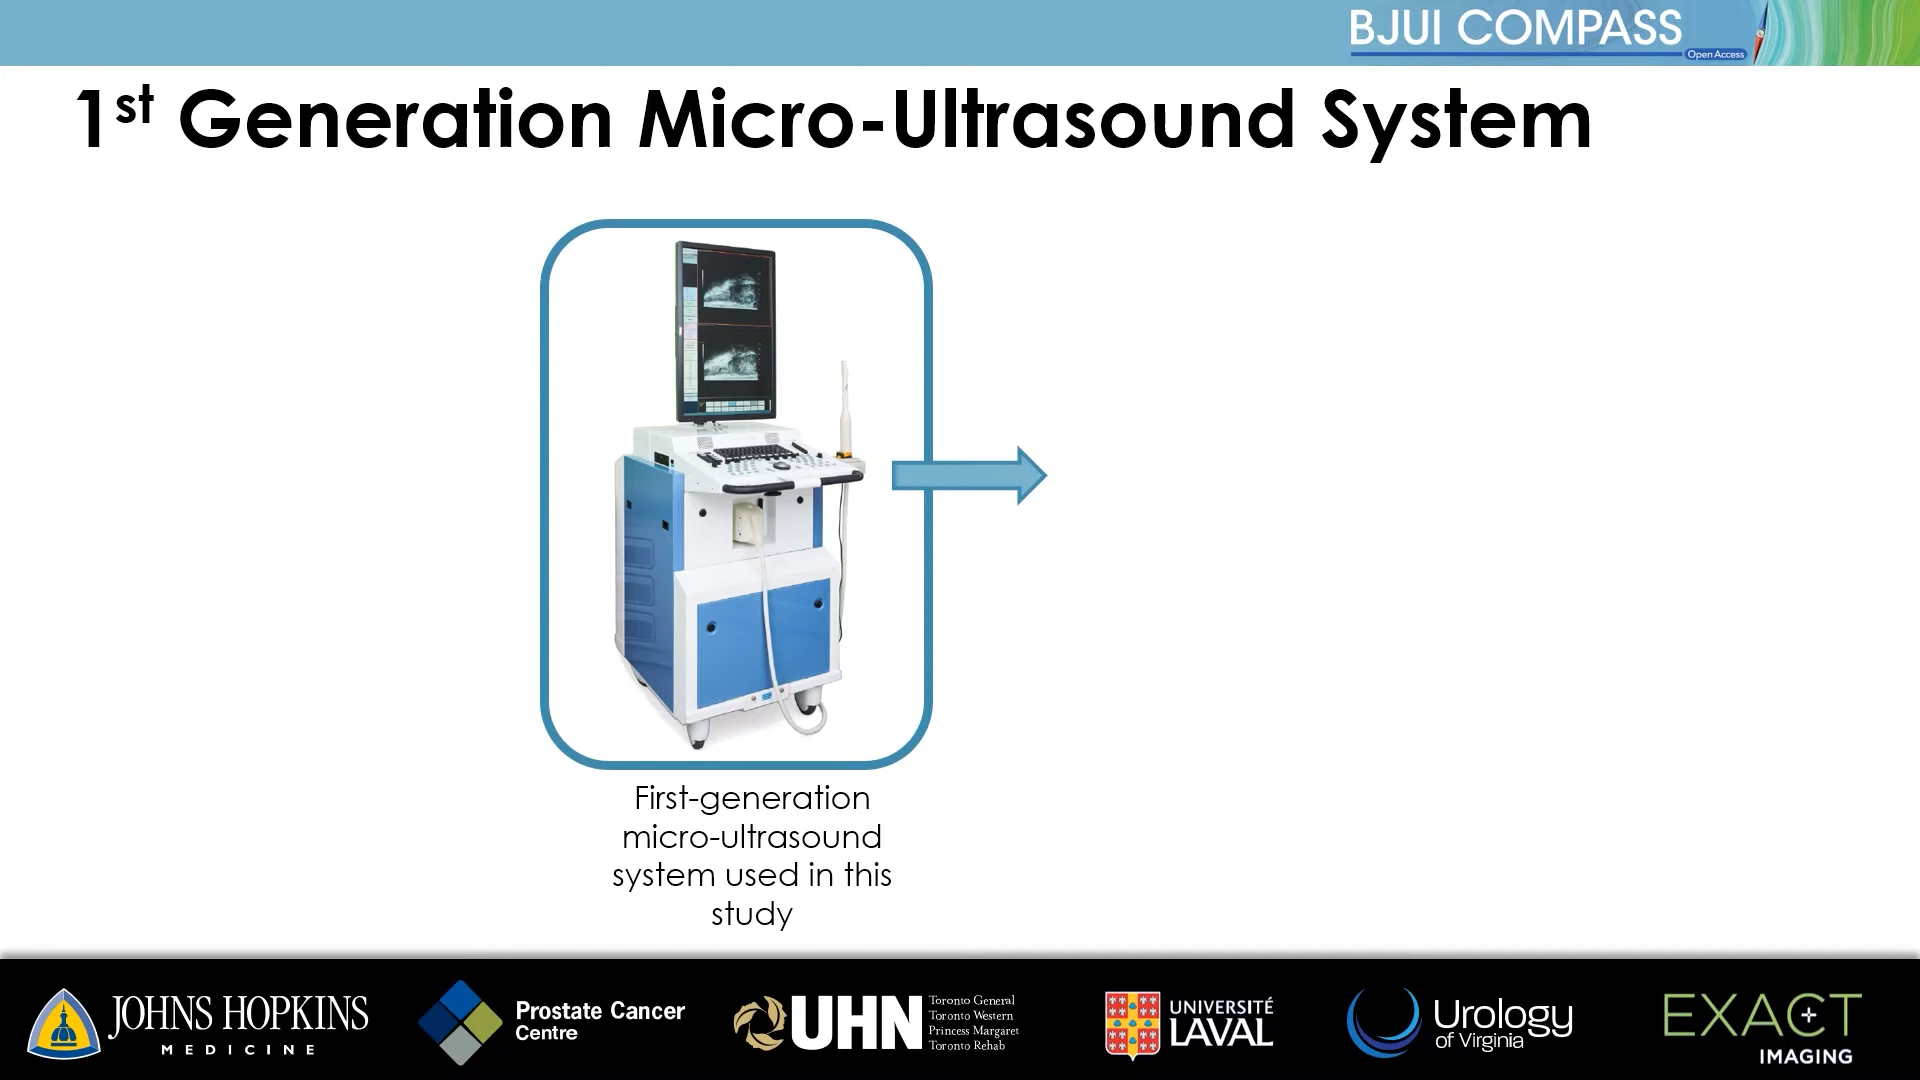 BJUI COMPASS
Open Access
1st Generation Micro-Ultrasound System
First-generation
micro-ultrasound
system used in this
study
JOHNS HOPKINS
MEDICINE
Prostate Cancer
Centre
UHN
Toronto General
Toronto Western
Princess Margaret
Toronto Rehab
UNIVERSITÉ
LAVAL
Urology
of Virginia
EXACT
IMAGING